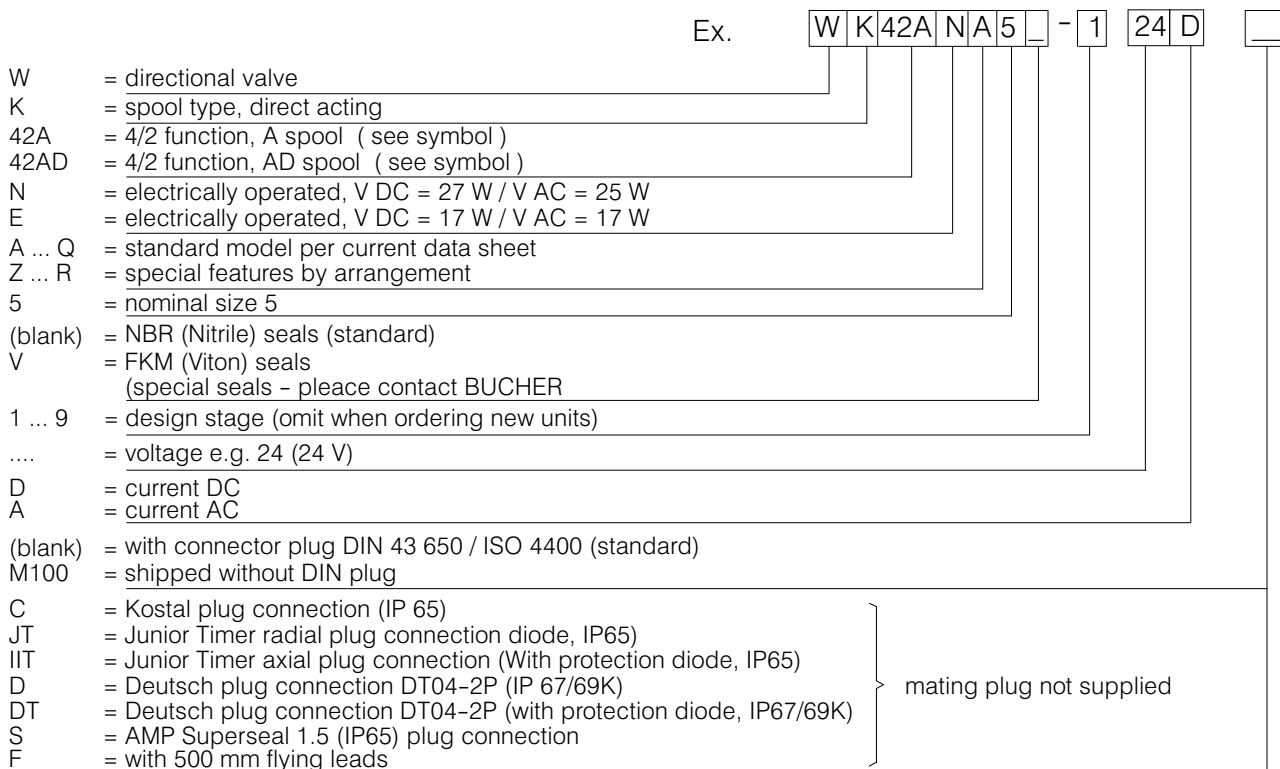 Ex. W K 42A N A 5 _ - 1 24 D __
W = directional valve
K = spool type, direct acting
42A = 4/2 function, A spool ( see symbol )
42AD = 4/2 function, AD spool ( see symbol )
N = electrically operated, V DC = 27 W / V AC = 25 W
E = electrically operated, V DC = 17 W / V AC = 17 W
A ... Q = standard model per current data sheet
Z ... R = special features by arrangement
5 = nominal size 5
(blank) = NBR (Nitrile) seals (standard)
V = FKM (Viton) seals
(special seals - pleace contact BUCHER
1 ... 9 = design stage (omit when ordering new units)
.... = voltage e.g. 24 (24 V)
D = current DC
A = current AC
(blank) = with connector plug DIN 43 650 / ISO 4400 (standard)
M100 = shipped without DIN plug
C = Kostal plug connection (IP 65)
JT = Junior Timer radial plug connection diode, IP65)
IIT = Junior Timer axial plug connection (With protection diode, IP65)
D = Deutsch plug connection DT04-2P (IP 67/69K)
mating plug not supplied
DT = Deutsch plug connection DT04-2P (with protection diode, IP67/69K)
S = AMP Superseal 1.5 (IP65) plug connection
F = with 500 mm flying leads